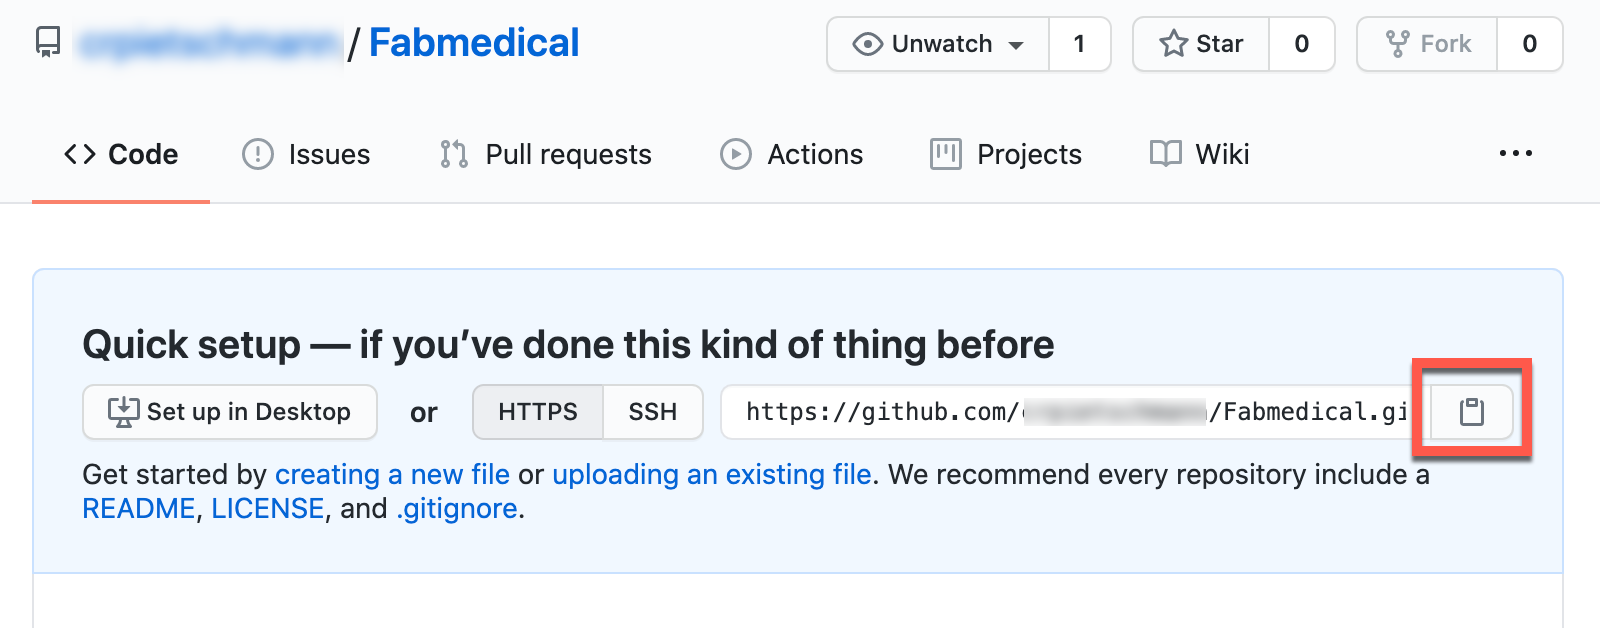 / Fabmedical
Unwatch 1 Star 0 Fork 0
Code Issues Pull requests Actions Projects Wiki
Quick setup — if you’ve done this kind of thing before
Set up in Desktop or HTTPS SSH https://github.com/ /Fabmedical.gi
Get started by creating a new file or uploading an existing file. We recommend every repository include a
README, LICENSE, and .gitignore.